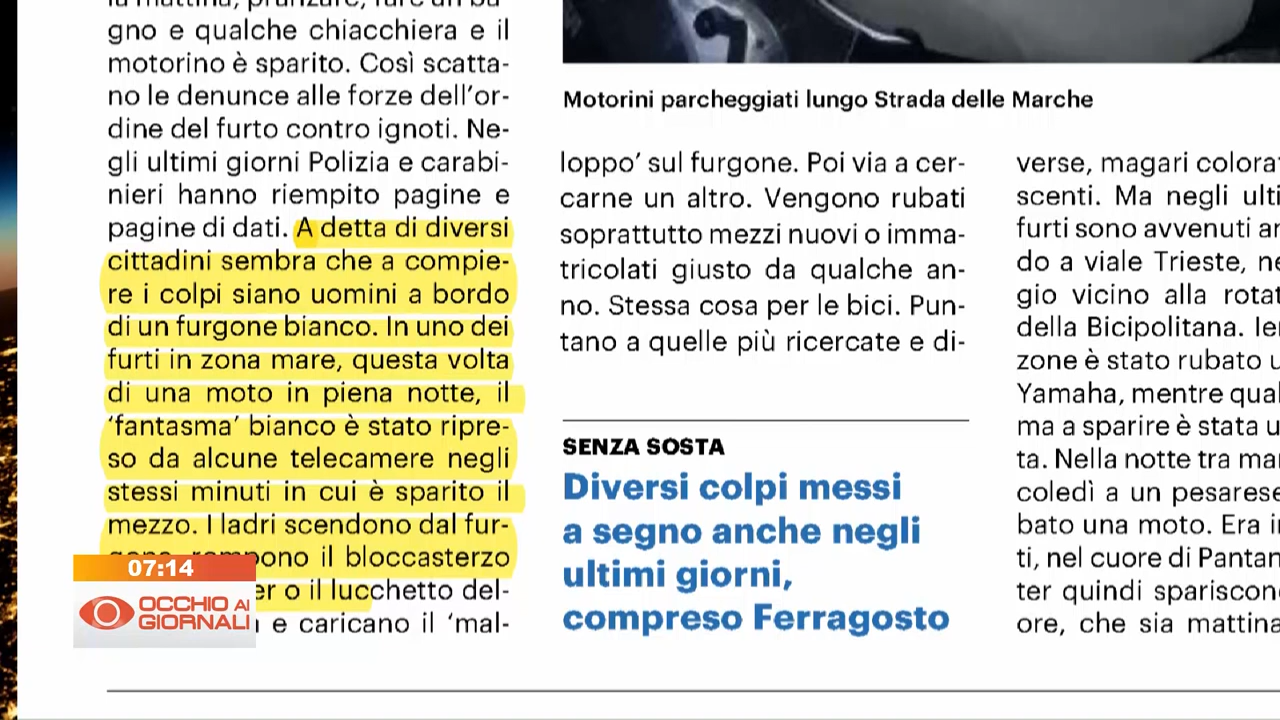 gno e qualche chiacchiera e il
motorino è sparito. Così scatta-
no le denunce alle forze dell'or-
dine del furto contro ignoti. Ne-
gli ultimi giorni Polizia e carabi-
nieri hanno riempito pagine e
pagine di dati. A detta di diversi
cittadini sembra che a compie-
re i colpi siano uomini a bordo
di un furgone bianco. In uno dei
furti in zona mare, questa volta
di una moto in piena notte, il
'fantasma' bianco è stato ripre-
so da alcune telecamere negli
stessi minuti in cui è sparito il
mezzo. I ladri scendono dal fur-
gone, rompono il bloccasterzo
er o il lucchetto del-
e caricano il 'mal-
Motorini parcheggiati lungo Strada delle Marche
loppo' sul furgone. Poi via a cer-
carne un altro. Vengono rubati
soprattutto mezzi nuovi o imma-
tricolati giusto da qualche an-
no. Stessa cosa per le bici. Pun-
tano a quelle più ricercate e di-
SENZA SOSTA
Diversi colpi messi
a segno anche negli
ultimi giorni,
compreso Ferragosto
verse, magari colora
scenti. Ma negli ulti
furti sono avvenuti
do a viale Trieste, ne
gio vicino alla rota
della Bicipolitana. Ie
zone è stato rubato
Yamaha, mentre qual
ma a sparire è stata
ta. Nella notte tra ma
coledì a un pesarese
bato una moto. Era i
ti, nel cuore di Pantan
ter quindi spariscon
ore, che sia mattina
07:14
OCCHIO AI
GIORNALI